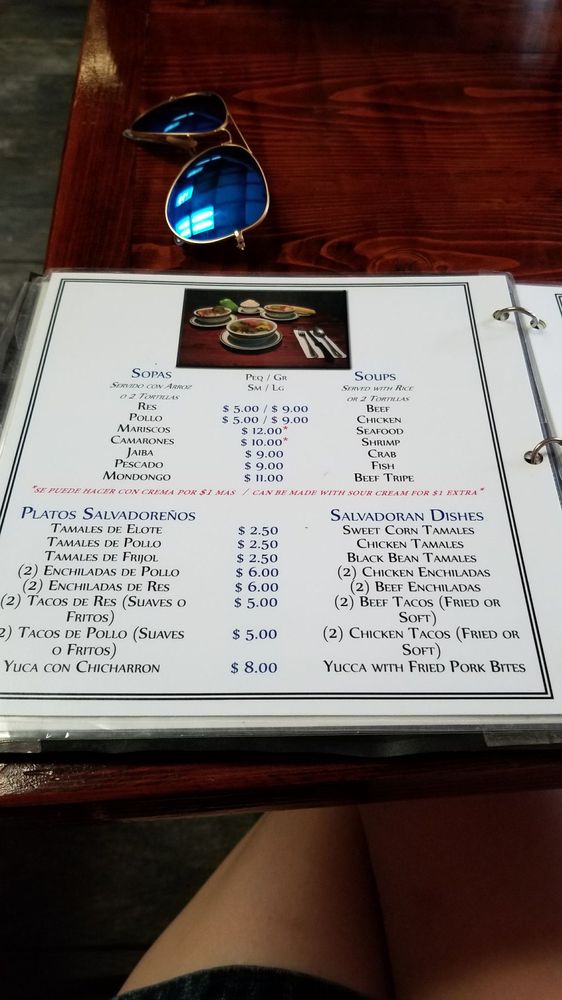 SOPAS PEQ / GR SOUPS
SERVIDO CON ARROZ SM / LG SERVED WITH RICE
O 2 TORTILLAS OR 2 TORTILLAS
RES $ 5.00 / $ 9.00 BEEF
POLLO $ 5.00 / $ 9.00 CHICKEN
MARISCOS $ 12.00* SEAFOOD
CAMARONES $ 10.00* SHRIMP
JAIBA $ 9.00 CRAB
PESCADO $ 9.00 FISH
MONDONGO $ 11.00 BEEF TRIPE
*SE PUEDE HACER CON CREMA POR $1 MAS / CAN BE MADE WITH SOUR CREAM FOR $1 EXTRA*
PLATOS SALVADOREÑOS SALVADORAN DISHES
TAMALES DE ELOTE $ 2.50 SWEET CORN TAMALES
TAMALES DE POLLO $ 2.50 CHICKEN TAMALES
TAMALES DE FRIJOL $ 2.50 BLACK BEAN TAMALES
(2) ENCHILADAS DE POLLO $ 6.00 (2) CHICKEN ENCHILADAS
(2) ENCHILADAS DE RES $ 6.00 (2) BEEF ENCHILADAS
(2) TACOS DE RES (SUAVES O $ 5.00 (2) BEEF TACOS (FRIED OR
FRITOS) SOFT)
2) TACOS DE POLLO (SUAVES $ 5.00 (2) CHICKEN TACOS (FRIED OR
O FRITOS) SOFT)
YUCA CON CHICHARRON $ 8.00 YUCCA WITH FRIED PORK BITES